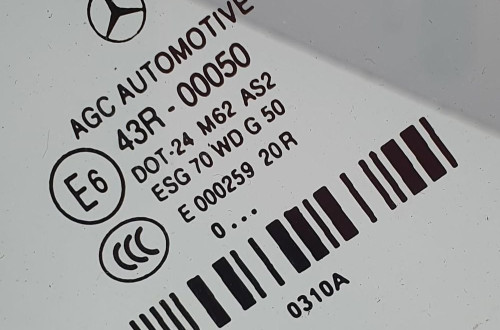 AGC AUTOMOTIVE
E6 43R - 00050
DOT-24 M62 AS2
ESG 70 WD G 50
E 000259 20R
CCC 0...
0310A